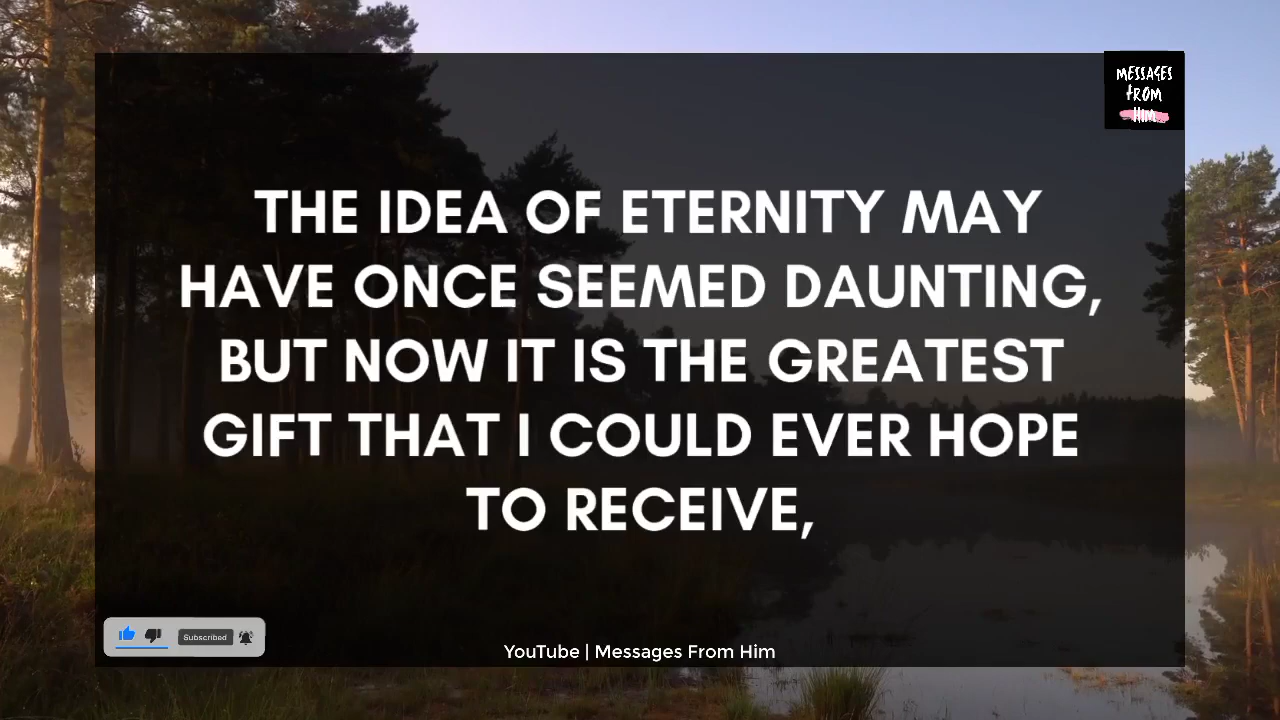 MESSAGES
FROM
HIM
THE IDEA OF ETERNITY MAY
HAVE ONCE SEEMED DAUNTING,
BUT NOW IT IS THE GREATEST
GIFT THAT I COULD EVER HOPE
TO RECEIVE,
Subscribed
YouTube | Messages From Him